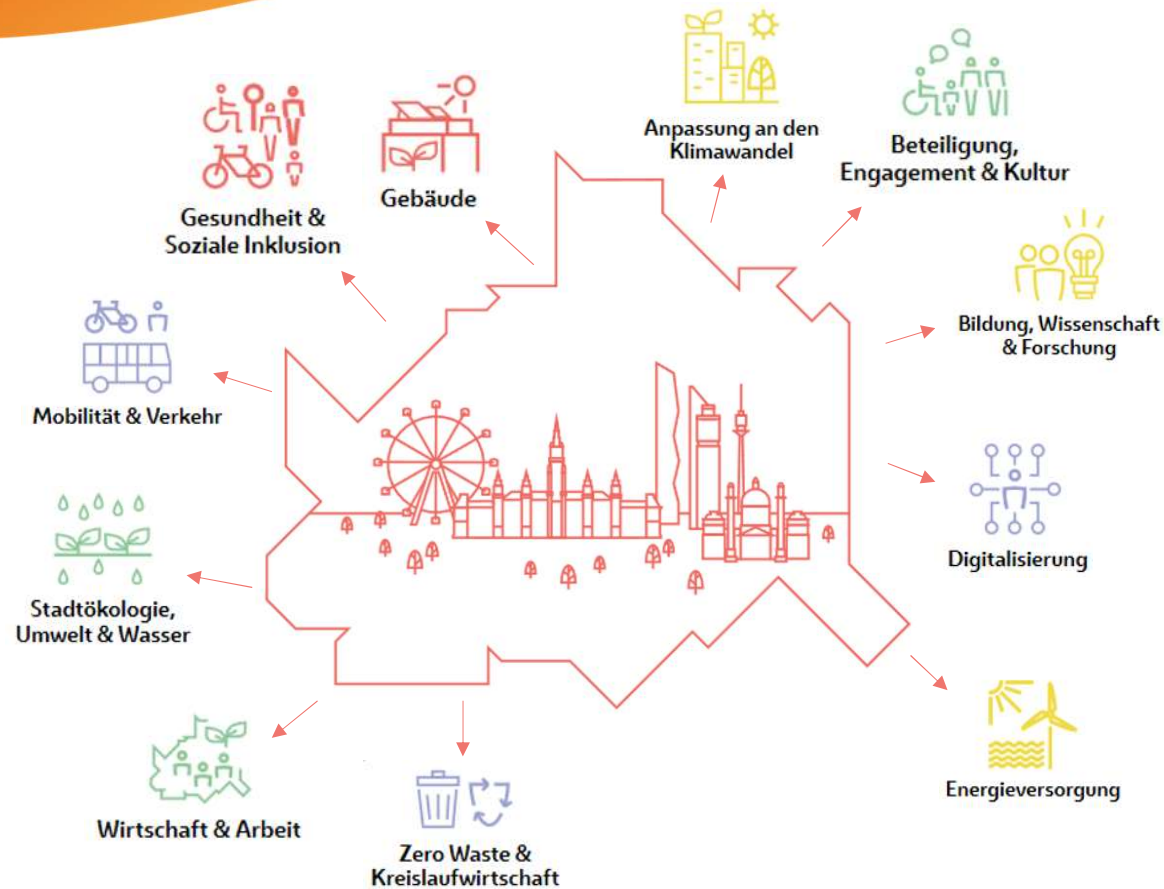 Gesundheit &
Soziale Inklusion
Gebäude
Anpassung an den
Klimawandel
Beteiligung,
Engagement & Kultur
Bildung, Wissenschaft
& Forschung
Mobilität & Verkehr
Digitalisierung
Stadtökologie,
Umwelt & Wasser
Energieversorgung
Wirtschaft & Arbeit
Zero Waste &
Kreislaufwirtschaft